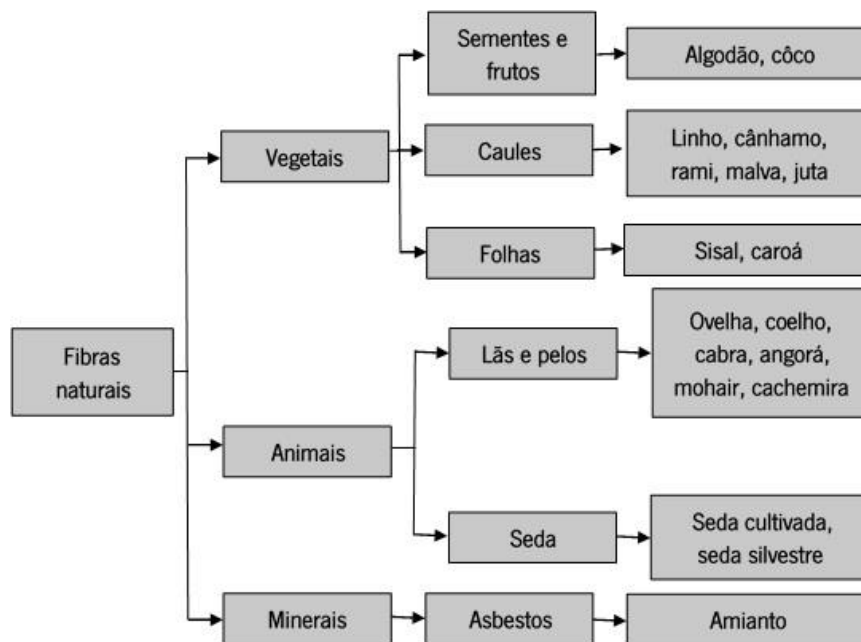 Fibras
naturais
Vegetais
Sementes e
frutos
Algodão, côco
Caules
Linho, cânhamo,
rami, malva, juta
Folhas
Sisal, caroá
Animais
Lãs e pelos
Ovelha, coelho,
cabra, angorá,
mohair, cachemira
Seda
Seda cultivada,
seda silvestre
Minerais
Asbestos
Amianto